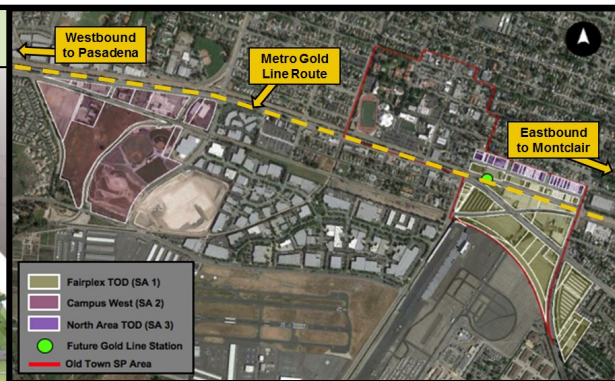 Westbound
to Pasadena
Metro Gold
Line Route
Eastbound
to Montclair
Fairplex TOD (SA 1)
Campus West (SA 2)
North Area TOD (SA 3)
Future Gold Line Station
Old Town SP Area